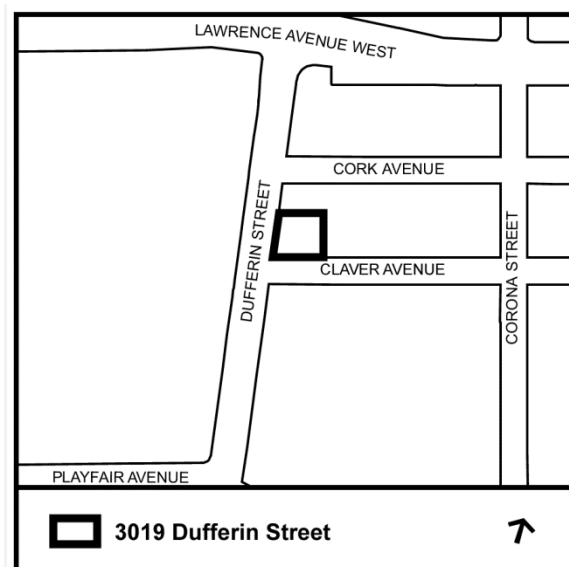 LAWRENCE AVENUE WEST
CORK AVENUE
DUFFERIN STREET
CLAVER AVENUE
CORONA STREET
PLAYFAIR AVENUE
3019 Dufferin Street